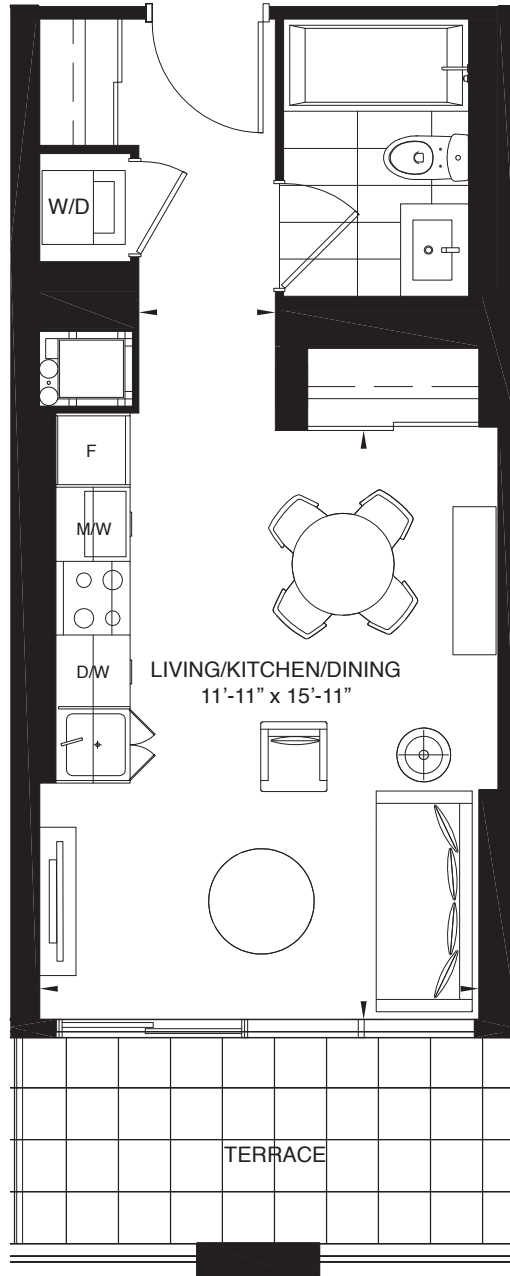 W/D
F
M/W
D/W
LIVING/KITCHEN/DINING
11’-11” x 15’-11”
TERRACE